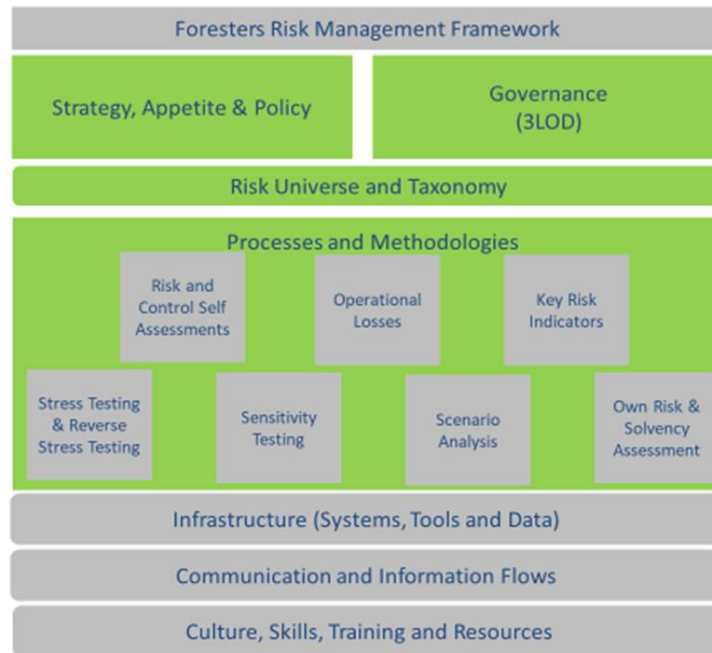 Foresters Risk Management Framework
Strategy, Appetite & Policy
Governance
(3LOD)
Risk Universe and Taxonomy
Processes and Methodologies
Risk and
Control Self
Assessments
Operational
Losses
Key Risk
Indicators
Stress Testing
& Reverse
Stress Testing
Sensitivity
Testing
Scenario
Analysis
Own Risk &
Solvency
Assessment
Infrastructure (Systems, Tools and Data)
Communication and Information Flows
Culture, Skills, Training and Resources